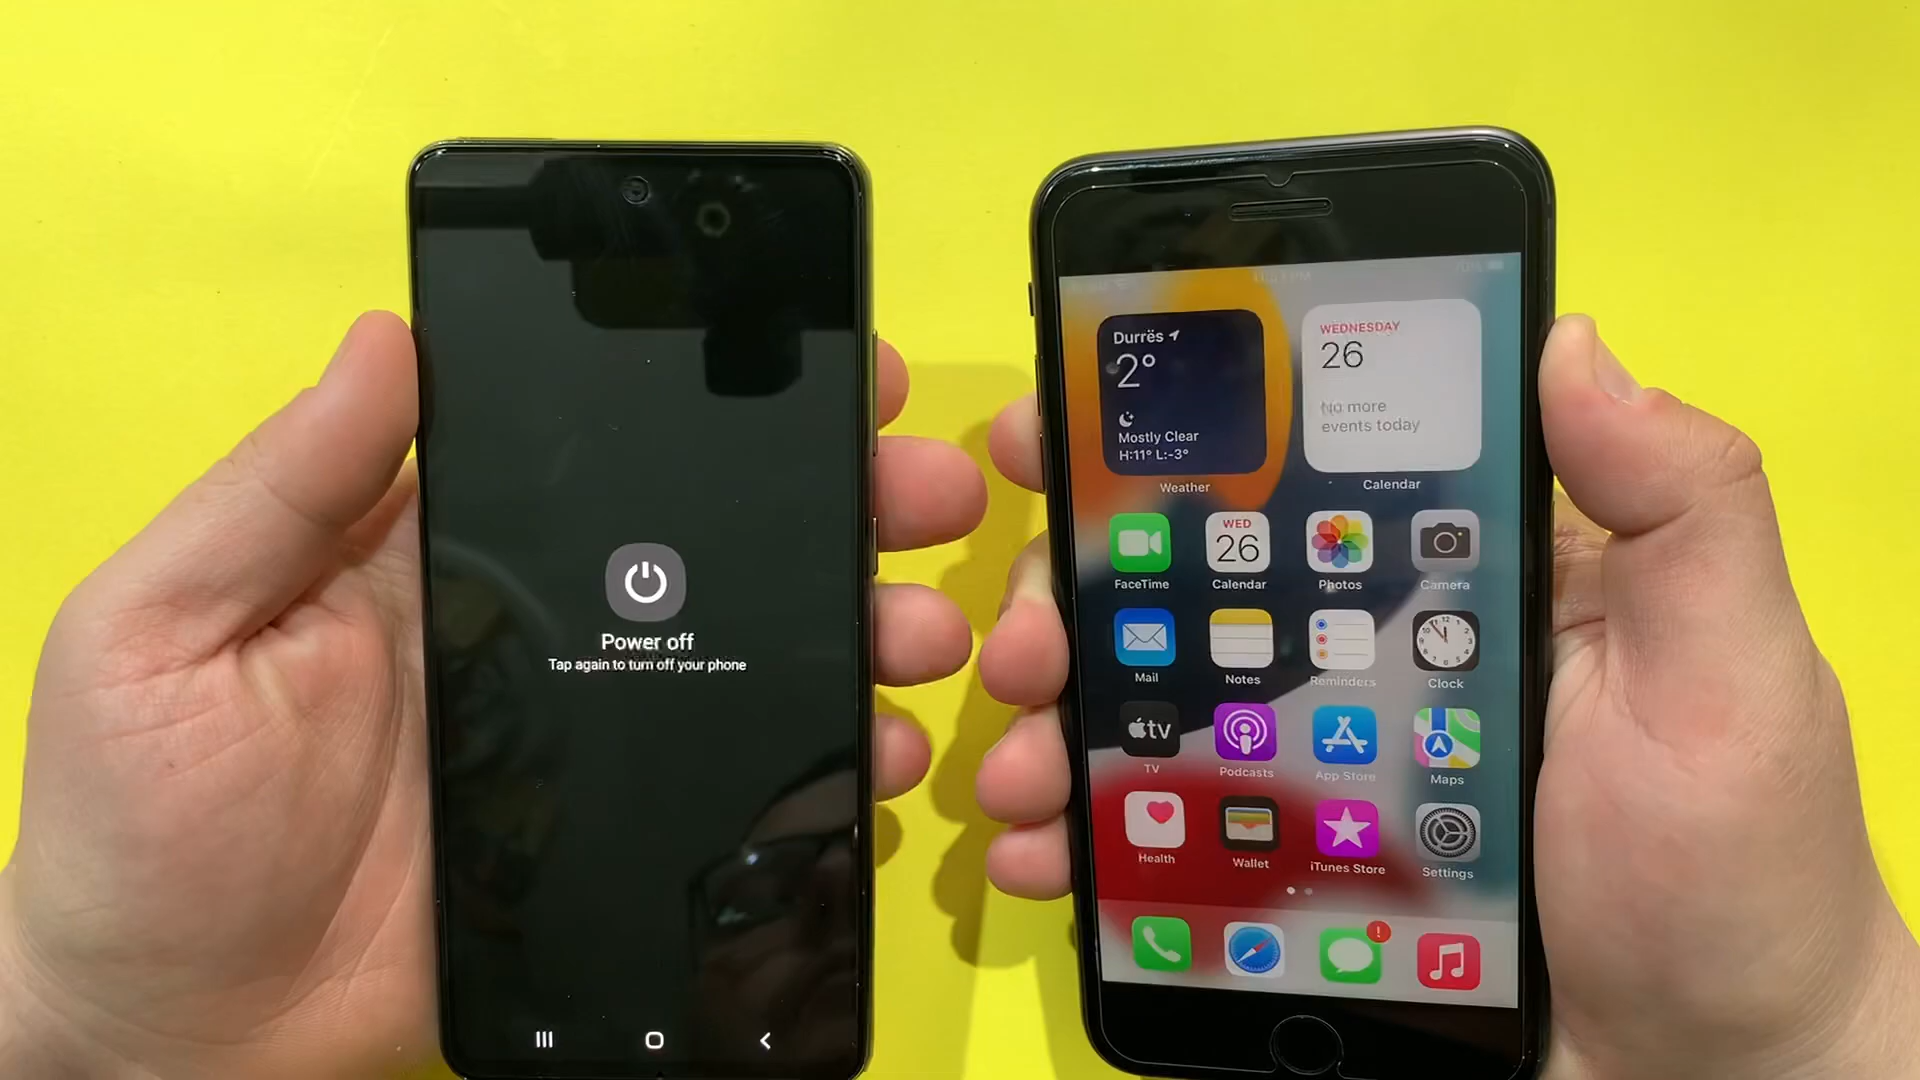 Power off
Tap again to turn off your phone
Durrës
2°
Mostly Clear
H:11° L:-3°
Weather
WEDNESDAY
26
No more
events today
Calendar
WED
26
FaceTime
Calendar
Photos
Camera
Mail
Notes
Reminders
Clock
tv
TV
Podcasts
App Store
Maps
Health
Wallet
iTunes Store
Settings
!